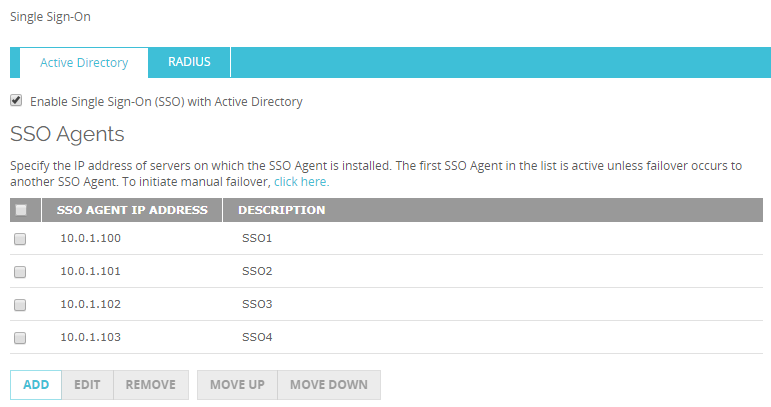 Single Sign-On
Active Directory RADIUS
Enable Single Sign-On (SSO) with Active Directory
SSO Agents
Specify the IP address of servers on which the SSO Agent is installed. The first SSO Agent in the list is active unless failover occurs to
another SSO Agent. To initiate manual failover, click here.
SSO AGENT IP ADDRESS DESCRIPTION
10.0.1.100 SSO1
10.0.1.101 SSO2
10.0.1.102 SSO3
10.0.1.103 SSO4
ADD EDIT REMOVE MOVE UP MOVE DOWN